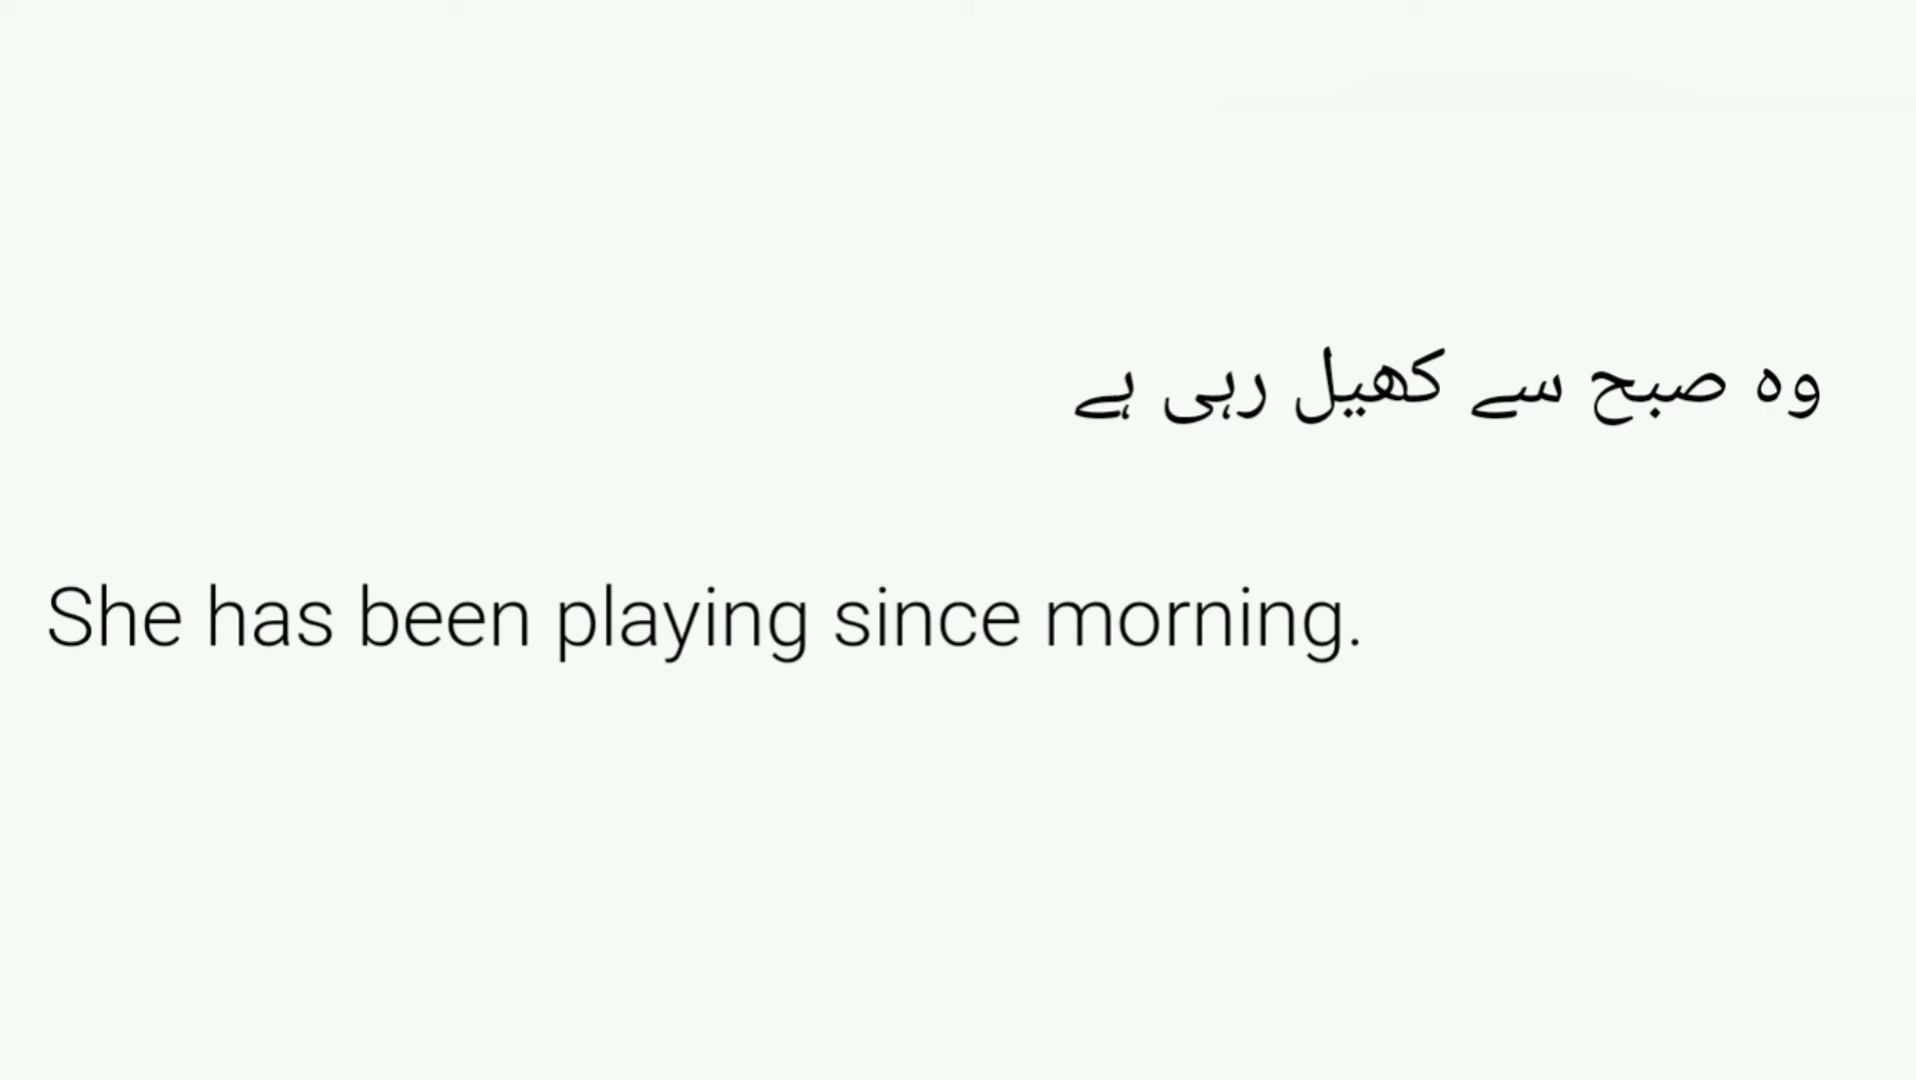 وہ صبح سے کھیل رہی ہے
She has been playing since morning.